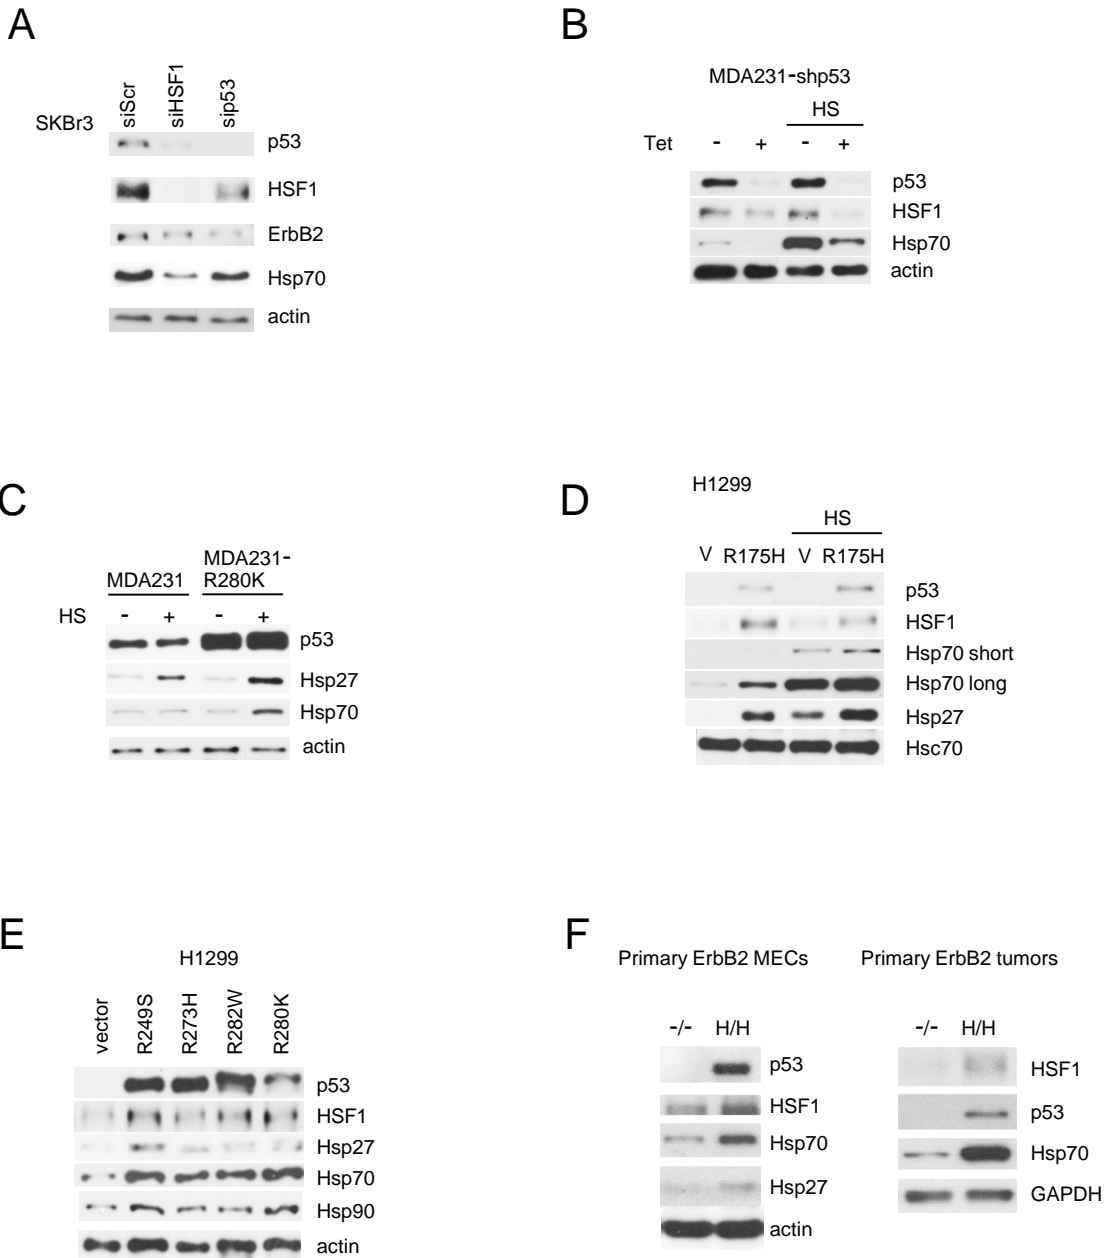 A
SKBr3
siScr
siHSF1
sip53
p53
HSF1
ErbB2
Hsp70
actin
B
MDA231-shp53
HS
Tet - + - +
p53
HSF1
Hsp70
actin
C
MDA231
MDA231-
R280K
HS - + - +
p53
Hsp27
Hsp70
actin
D
H1299
HS
V R175H V R175H
p53
HSF1
Hsp70 short
Hsp70 long
Hsp27
Hsc70
E
H1299
vector
R249S
R273H
R282W
R280K
p53
HSF1
Hsp27
Hsp70
Hsp90
actin
F
Primary ErbB2 MECs
-/- H/H
p53
HSF1
Hsp70
Hsp27
actin
Primary ErbB2 tumors
-/- H/H
HSF1
p53
Hsp70
GAPDH